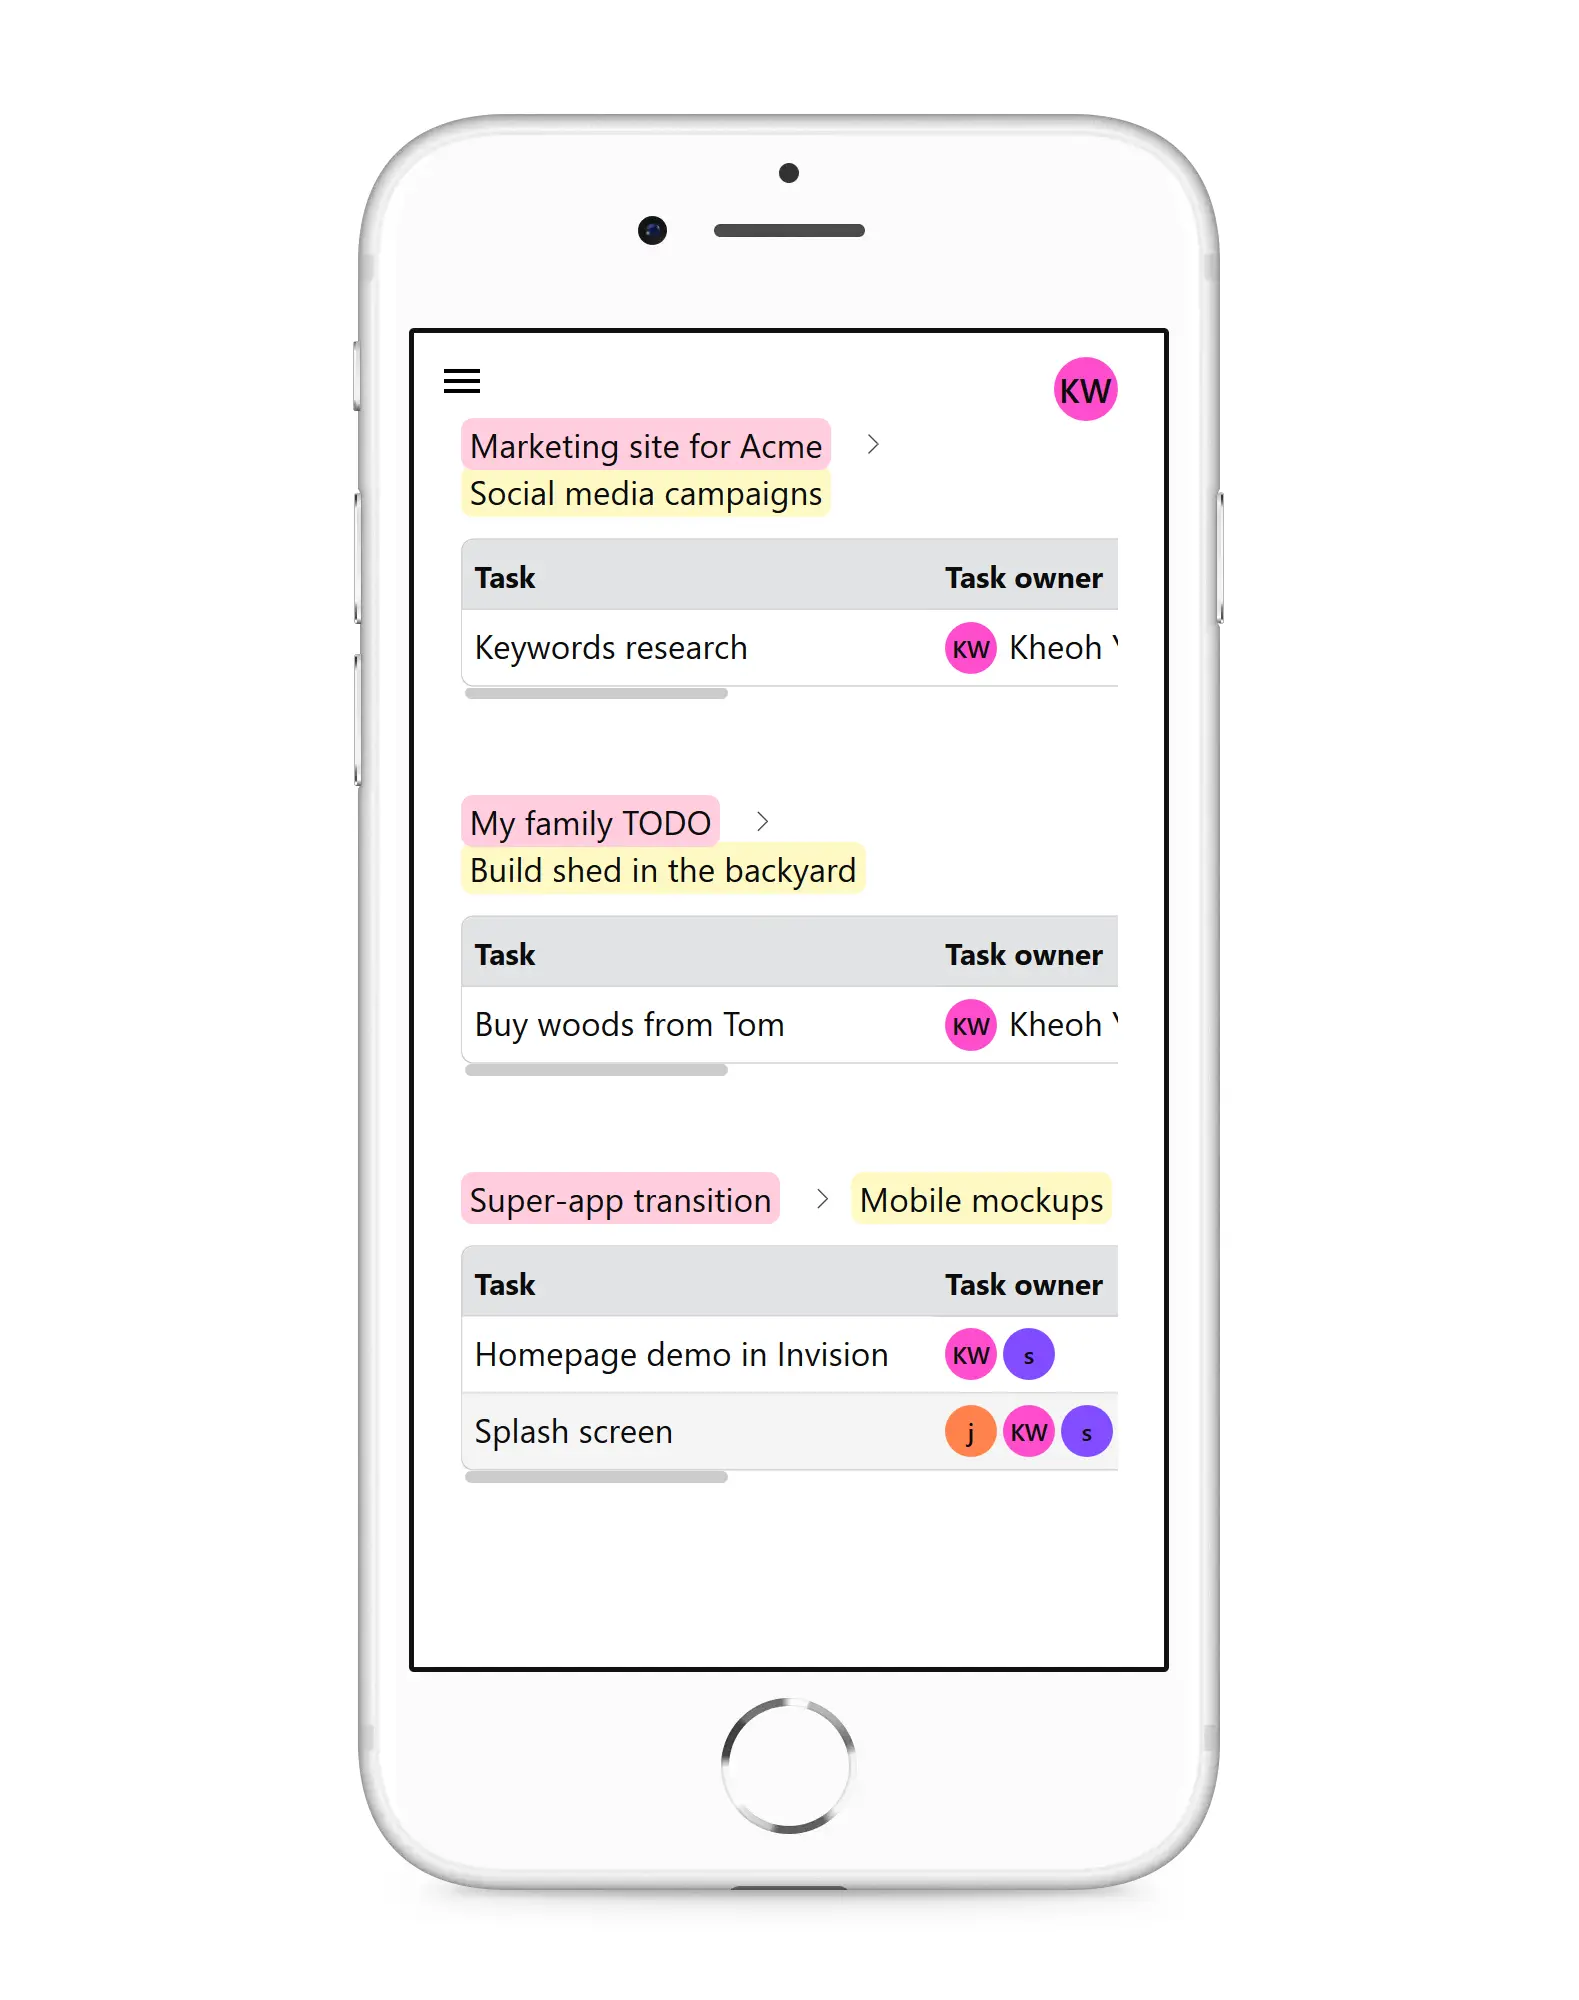 KW
Marketing site for Acme
Social media campaigns
Task Task owner
Keywords research KW Kheoh
My family TODO
Build shed in the backyard
Task Task owner
Buy woods from Tom KW Kheoh
Super-app transition Mobile mockups
Task Task owner
Homepage demo in Invision KW s
Splash screen j KW s